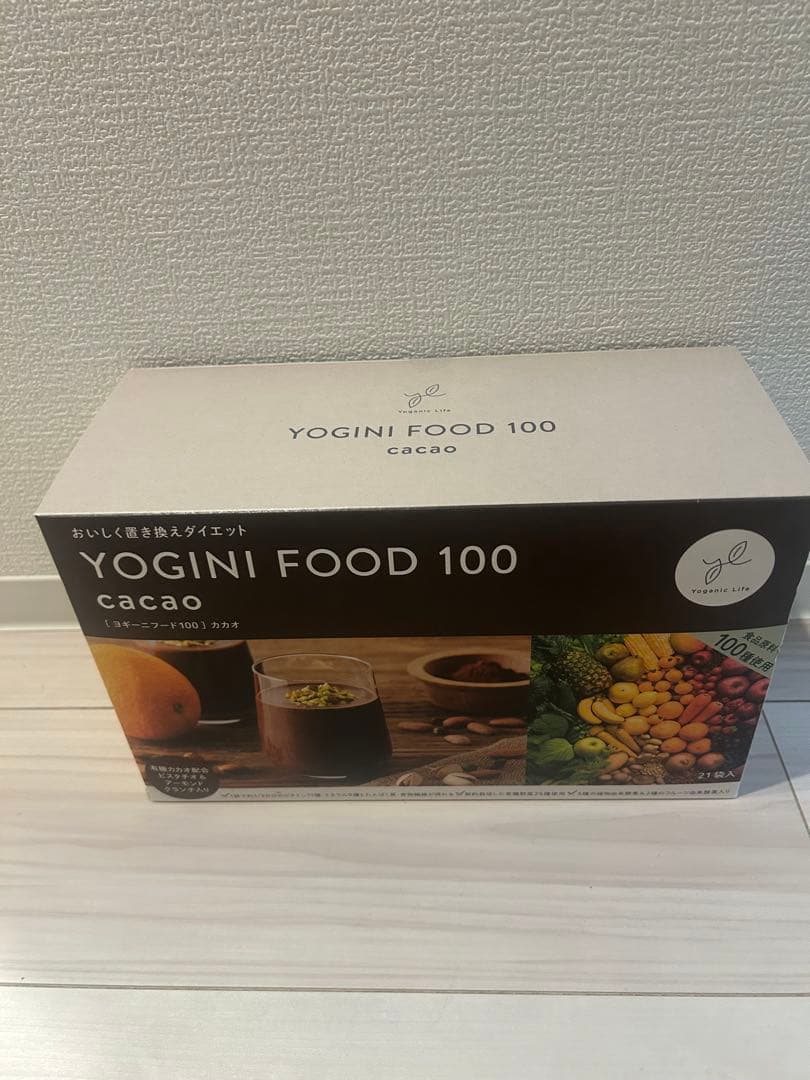 yl
Yoganic Life
YOGINI FOOD 100
cacao
おいしく置き換えダイエット
YOGINI FOOD 100
cacao
[ヨギーニフード100] カカオ
yl
Yoganic Life
食品原料
100種使用
有機カカオ配合
ピスタチオ&
アーモンド
クランチ入り
21袋入